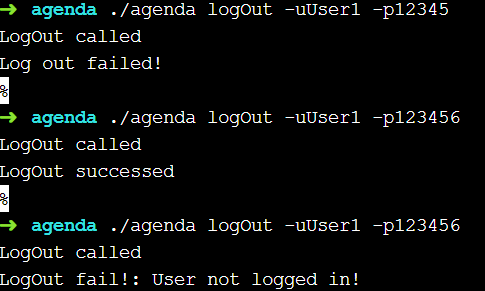 ➜ agenda ./agenda logOut -uUser1 -p12345
LogOut called
Log out failed!
%
➜ agenda ./agenda logOut -uUser1 -p123456
LogOut called
LogOut successed
%
➜ agenda ./agenda logOut -uUser1 -p123456
LogOut called
LogOut fail!: User not logged in!